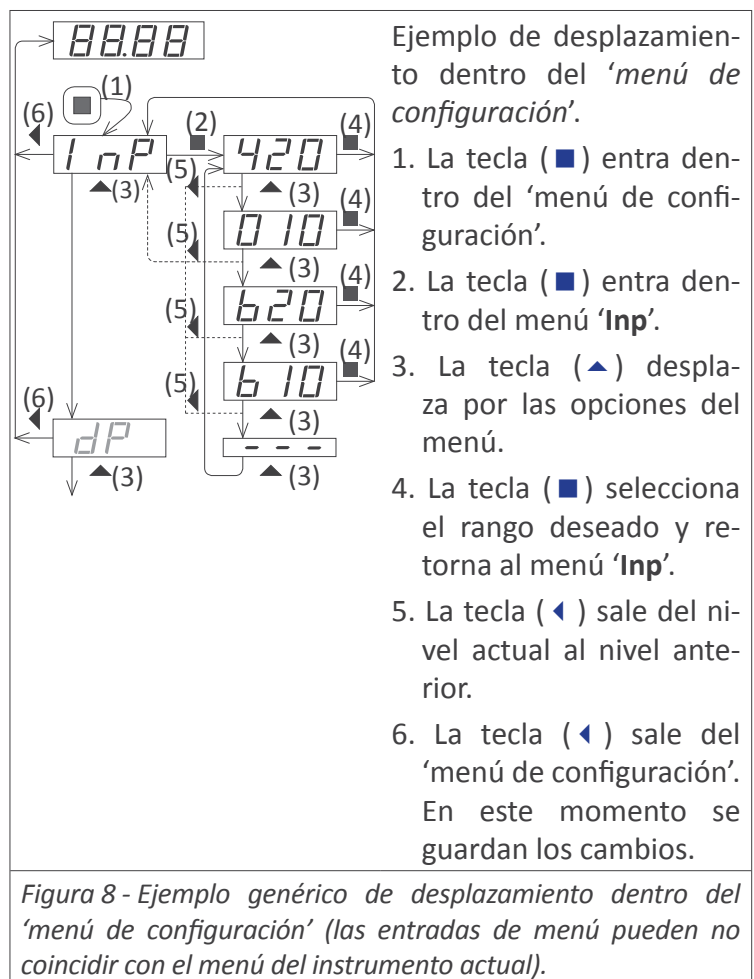 88.88
(1)
(6)
InP
(2)
420
(4)
(3)
(5)
(3)
010
(4)
(5)
(3)
b20
(4)
(5)
(3)
b10
(4)
(5)
(3)
(6)
dP
(3)
---
(3)
Ejemplo de desplazamien-
to dentro del ‘menú de
configuración’.
1. La tecla (■) entra den-
tro del ‘menú de confi-
guración’.
2. La tecla (■) entra den-
tro del menú ‘Inp’.
3. La tecla (▲) despla-
za por las opciones del
menú.
4. La tecla (■) selecciona
el rango deseado y re-
torna al menú ‘Inp’.
5. La tecla (◀) sale del ni-
vel actual al nivel ante-
rior.
6. La tecla (◀) sale del
‘menú de configuración’.
En este momento se
guardan los cambios.
Figura 8 - Ejemplo genérico de desplazamiento dentro del
‘menú de configuración’ (las entradas de menú pueden no
coincidir con el menú del instrumento actual).